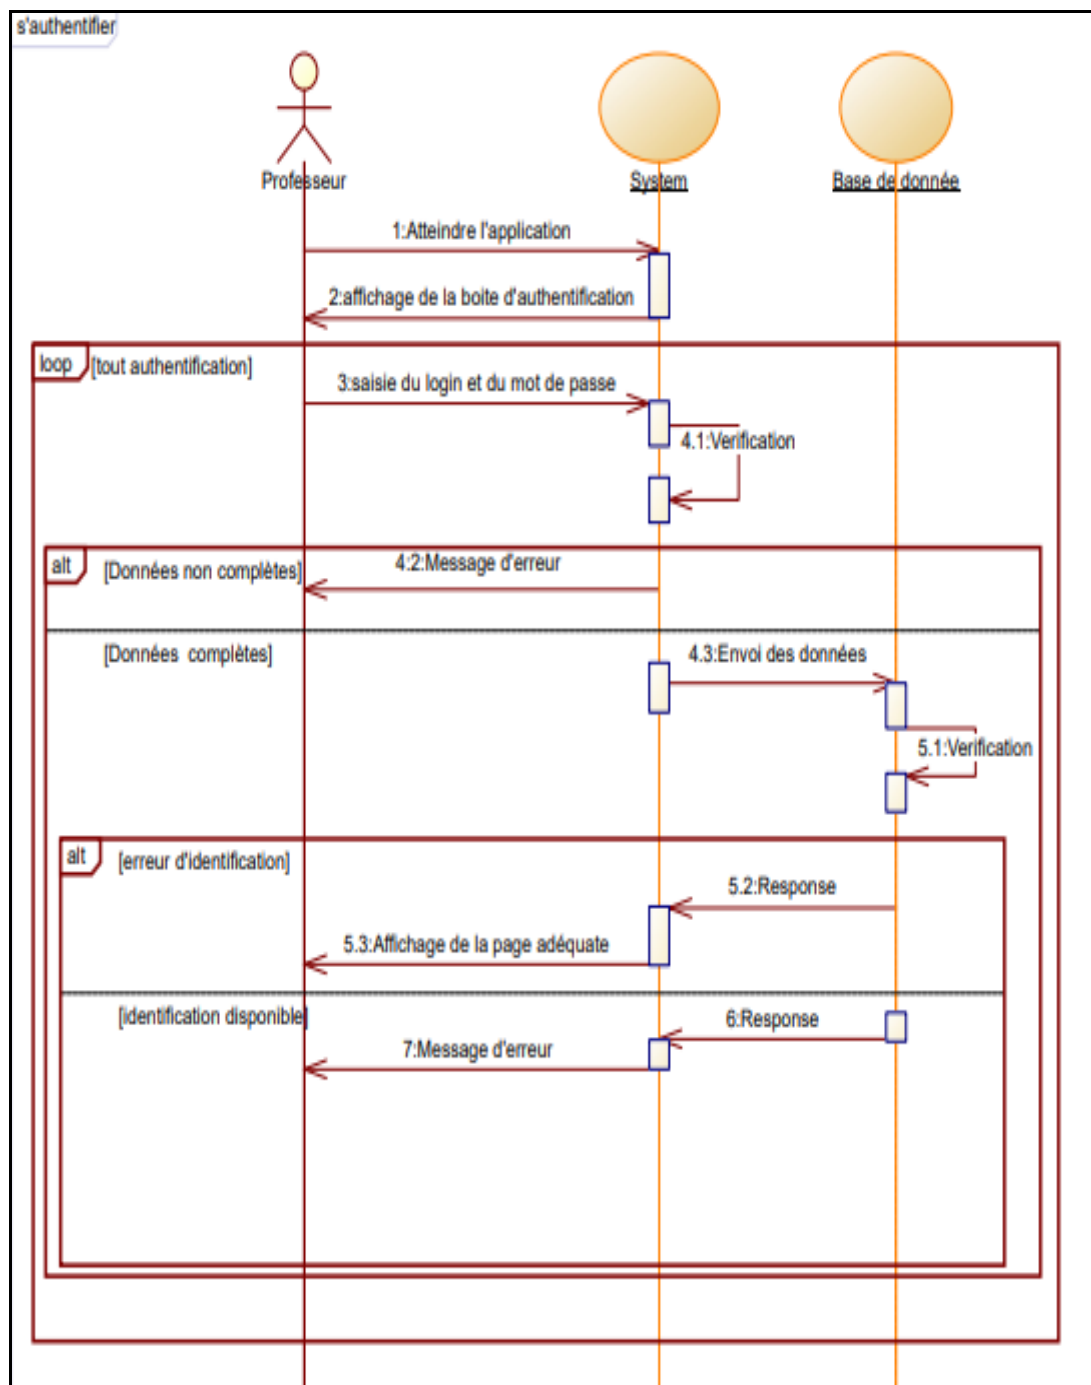 s'authentifier
Professeur
System
Base de donnée
1:Atteindre l'application
2:affichage de la boite d'authentification
loop
[tout authentification]
3:saisie du login et du mot de passe
4.1:Verification
alt
[Données non complètes]
4:2:Message d'erreur
[Données complètes]
4.3:Envoi des données
5.1:Verification
alt
[erreur d'identification]
5.2:Response
5.3:Affichage de la page adéquate
[identification disponible]
6:Response
7:Message d'erreur